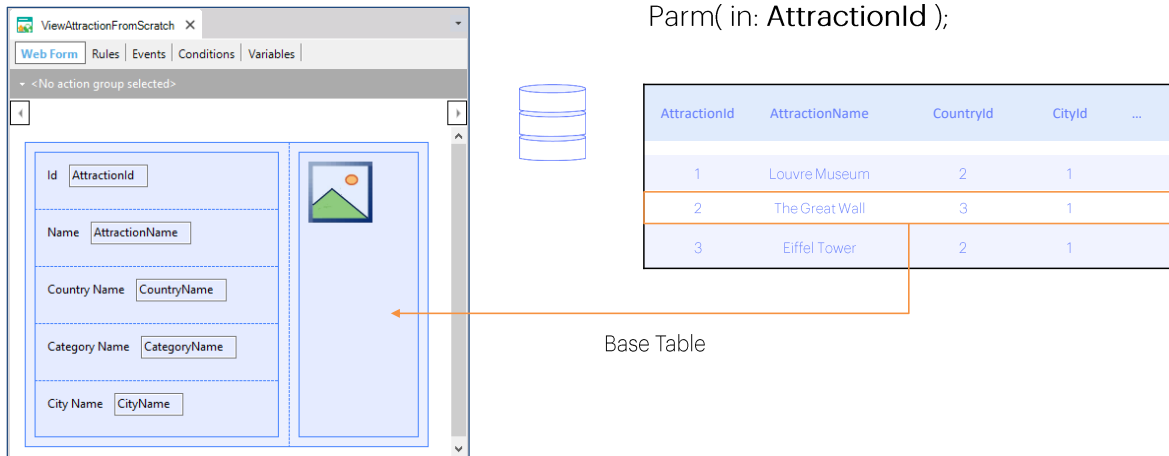 ViewAttractionFromScratch
Web Form Rules Events Conditions Variables
<No action group selected>
Id AttractionId
Name AttractionName
Country Name CountryName
Category Name CategoryName
City Name CityName
Parm( in: AttractionId );
AttractionId AttractionName CountryId CityId ...
1 Louvre Museum 2 1
2 The Great Wall 3 1
3 Eiffel Tower 2 1
Base Table